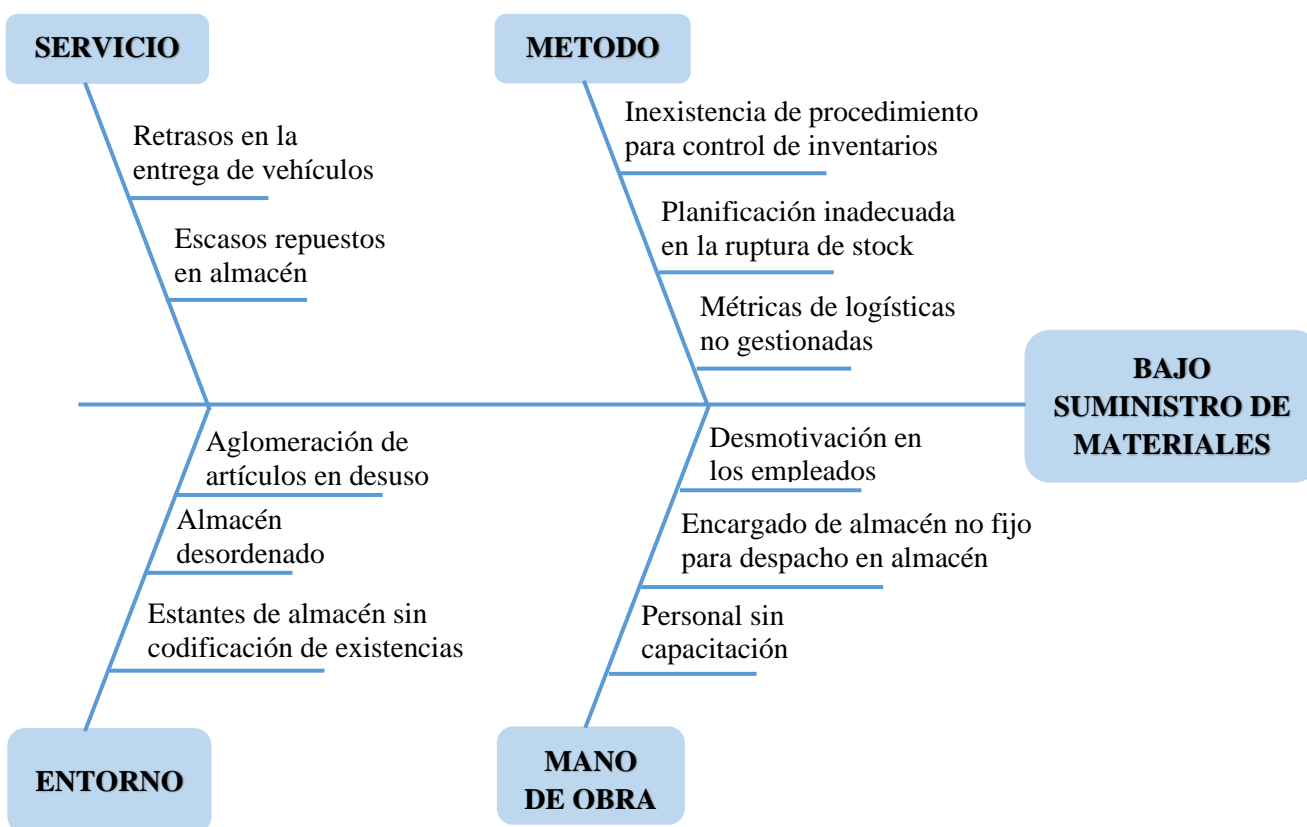 SERVICIO
METODO
Retrasos en la
entrega de vehículos
Escasos repuestos
en almacén
Inexistencia de procedimiento
para control de inventarios
Planificación inadecuada
en la ruptura de stock
Métricas de logísticas
no gestionadas
BAJO
SUMINISTRO DE
MATERIALES
Aglomeración de
artículos en desuso
Almacén
desordenado
Estantes de almacén sin
codificación de existencias
Desmotivación en
los empleados
Encargado de almacén no fijo
para despacho en almacén
Personal sin
capacitación
ENTORNO
MANO
DE OBRA